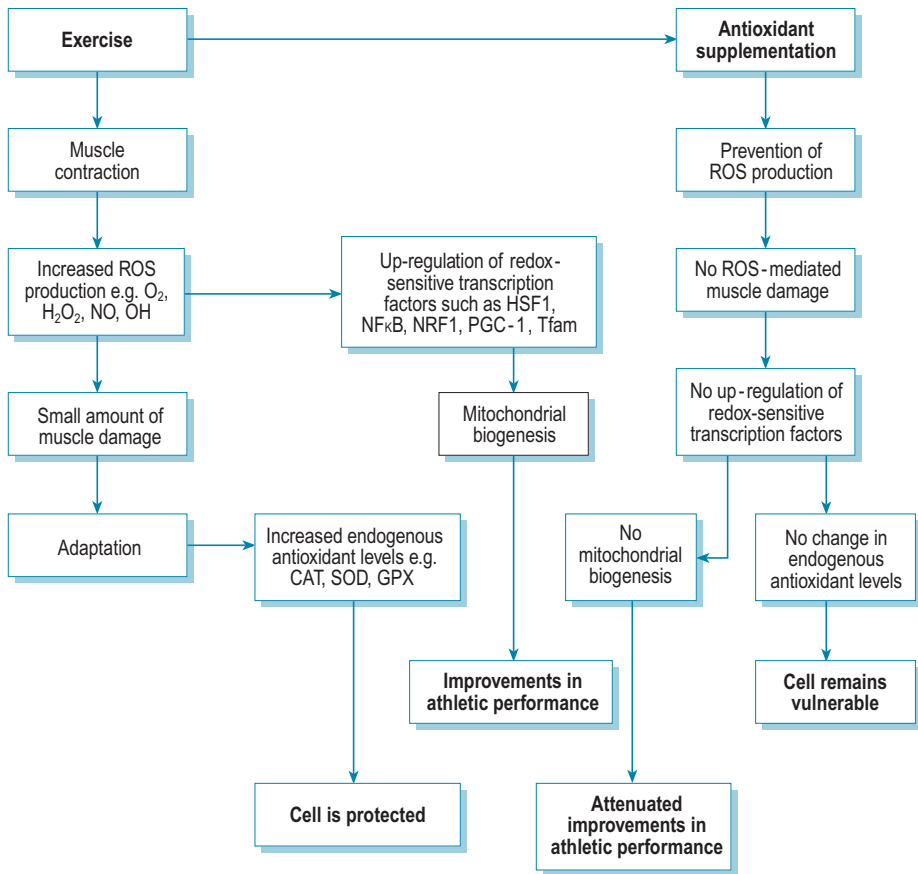 Exercise
Antioxidant
supplementation
Muscle
contraction
Prevention of
ROS production
Increased ROS
production e.g. O₂,
H₂O₂, NO, OH
Up-regulation of redox-
sensitive transcription
factors such as HSF1,
NFκB, NRF1, PGC-1, Tfam
No ROS-mediated
muscle damage
Small amount of
muscle damage
Mitochondrial
biogenesis
No up-regulation of
redox-sensitive
transcription factors
Adaptation
Increased endogenous
antioxidant levels e.g.
CAT, SOD, GPX
No
mitochondrial
biogenesis
No change in
endogenous
antioxidant levels
Improvements in
athletic performance
Cell remains
vulnerable
Cell is protected
Attenuated
improvements in
athletic performance